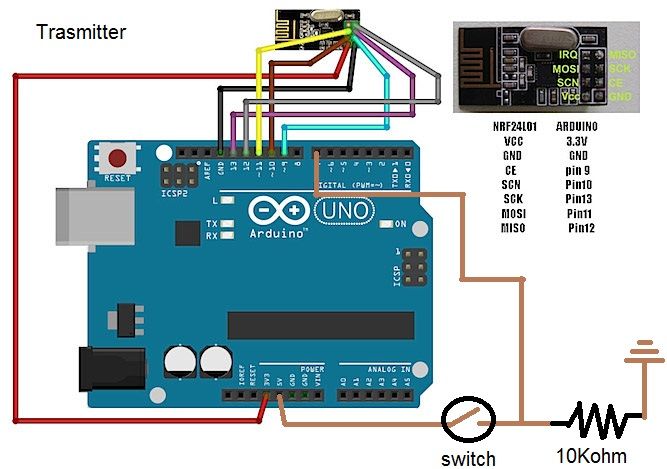 Trasmitter
IRQ MISO
MOSI SCK
SCN CE
Vcc GND
NRF24L01 ARDUINO
VCC 3.3V
GND GND
CE pin 9
SCN Pin10
SCK Pin13
MOSI Pin11
MISO Pin12
RESET
ICSP2
AREF
GND
13
12
~11
~10
~9
8
7
~6
~5
4
~3
2
TX0▸1
RX0◂0
DIGITAL (PWM=~)
L
TX
RX
Arduino
UNO
ON
1
ICSP
IOREF
RESET
3V3
5V
GND
GND
VIN
POWER
ANALOG IN
A0
A1
A2
A3
A4
A5
switch
10Kohm